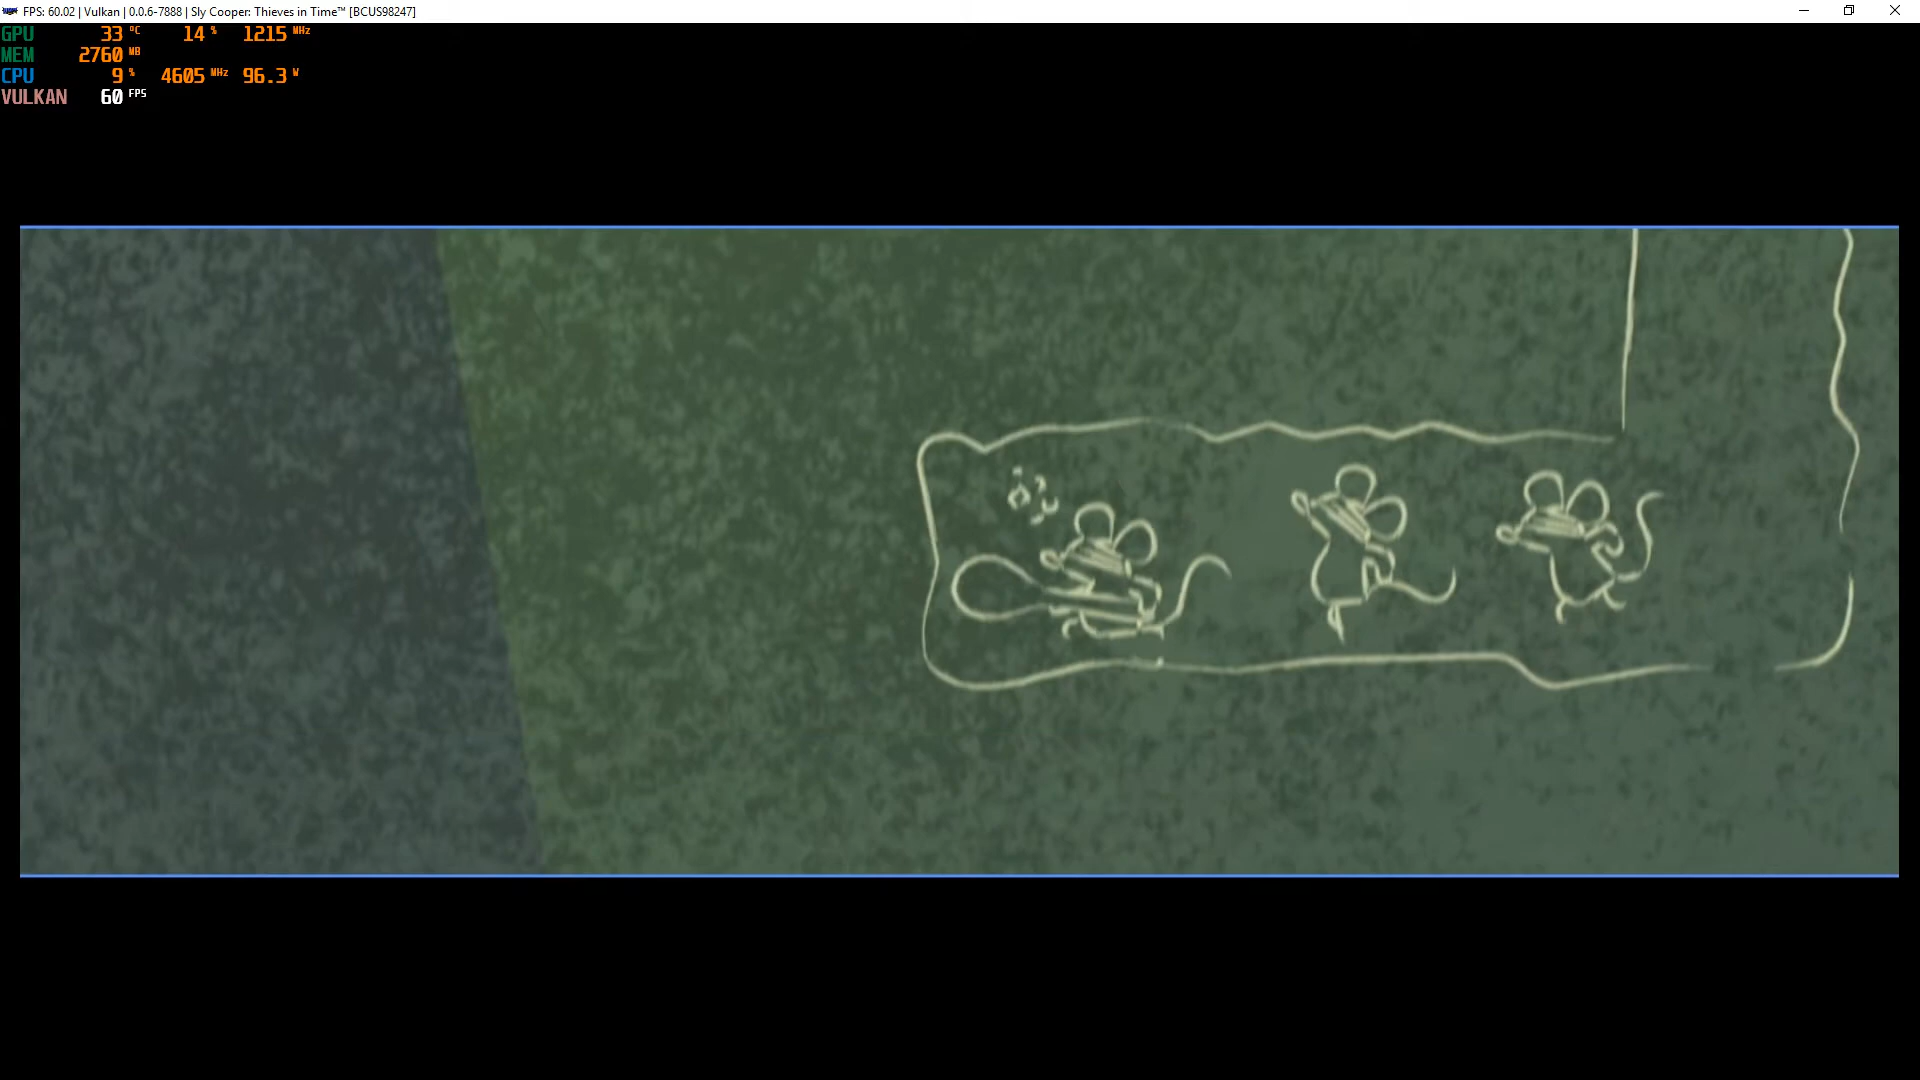 FPS: 60.02 | Vulkan | 0.0.6-7888 | Sly Cooper: Thieves in Time™ [BCUS98247]
GPU 33 °C 14 % 1215 MHz
MEM 2760 MB
CPU 9 % 4605 MHz 96.3 W
VULKAN 60 FPS